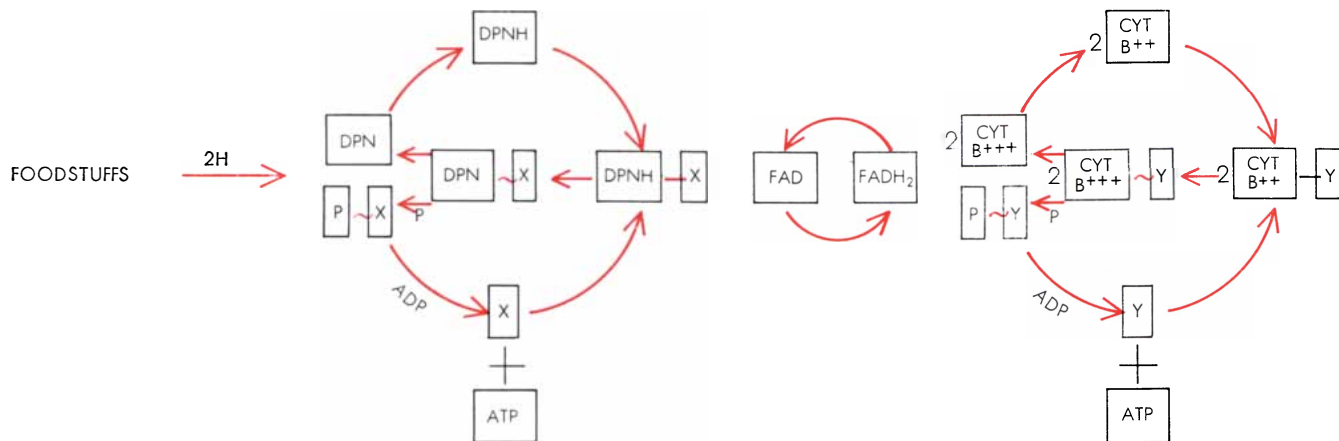 FOODSTUFFS
2H
DPNH
DPN
DPN ~ X
DPNH — X
P ~ X
P
ADP
X
+
ATP
FAD
FADH₂
2 CYT
B++
2 CYT
B+++
2 CYT
B+++ ~ Y
2 CYT
B++ — Y
P ~ Y
P
ADP
Y
+
ATP